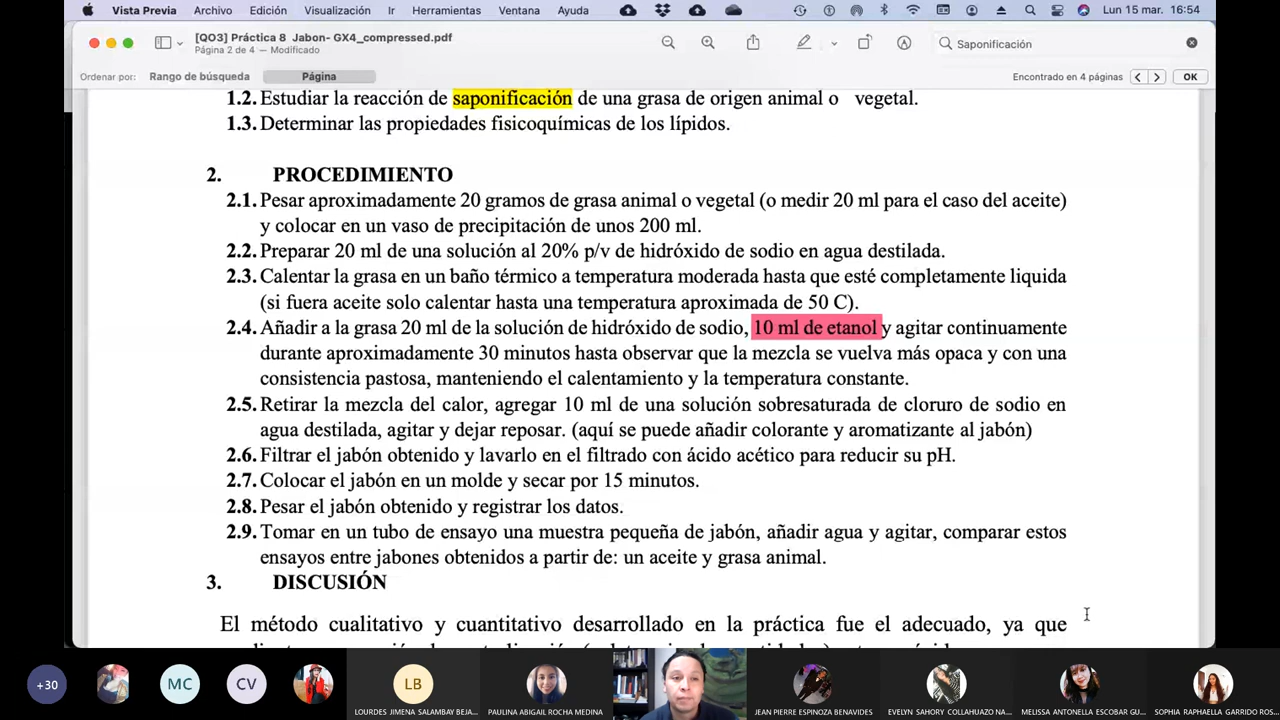 Vista Previa Archivo Edición Visualización Ir Herramientas Ventana Ayuda Lun 15 mar. 16:54
[QO3] Práctica 8 Jabon- GX4_compressed.pdf
Página 2 de 4 — Modificado
Saponificación
Ordenar por: Rango de búsqueda Página Encontrado en 4 páginas OK
1.2. Estudiar la reacción de saponificación de una grasa de origen animal o vegetal.
1.3. Determinar las propiedades fisicoquímicas de los lípidos.
2. PROCEDIMIENTO
2.1. Pesar aproximadamente 20 gramos de grasa animal o vegetal (o medir 20 ml para el caso del aceite)
y colocar en un vaso de precipitación de unos 200 ml.
2.2. Preparar 20 ml de una solución al 20% p/v de hidróxido de sodio en agua destilada.
2.3. Calentar la grasa en un baño térmico a temperatura moderada hasta que esté completamente liquida
(si fuera aceite solo calentar hasta una temperatura aproximada de 50 C).
2.4. Añadir a la grasa 20 ml de la solución de hidróxido de sodio, 10 ml de etanol y agitar continuamente
durante aproximadamente 30 minutos hasta observar que la mezcla se vuelva más opaca y con una
consistencia pastosa, manteniendo el calentamiento y la temperatura constante.
2.5. Retirar la mezcla del calor, agregar 10 ml de una solución sobresaturada de cloruro de sodio en
agua destilada, agitar y dejar reposar. (aquí se puede añadir colorante y aromatizante al jabón)
2.6. Filtrar el jabón obtenido y lavarlo en el filtrado con ácido acético para reducir su pH.
2.7. Colocar el jabón en un molde y secar por 15 minutos.
2.8. Pesar el jabón obtenido y registrar los datos.
2.9. Tomar en un tubo de ensayo una muestra pequeña de jabón, añadir agua y agitar, comparar estos
ensayos entre jabones obtenidos a partir de: un aceite y grasa animal.
3. DISCUSIÓN
El método cualitativo y cuantitativo desarrollado en la práctica fue el adecuado, ya que
+30 MC CV LB
LOURDES JIMENA SALAMBAY BEJA... PAULINA ABIGAIL ROCHA MEDINA JEAN PIERRE ESPINOZA BENAVIDES EVELYN SAHORY COLLAHUAZO NA... MELISSA ANTONELLA ESCOBAR GU... SOPHIA RAPHAELLA GARRIDO ROS...